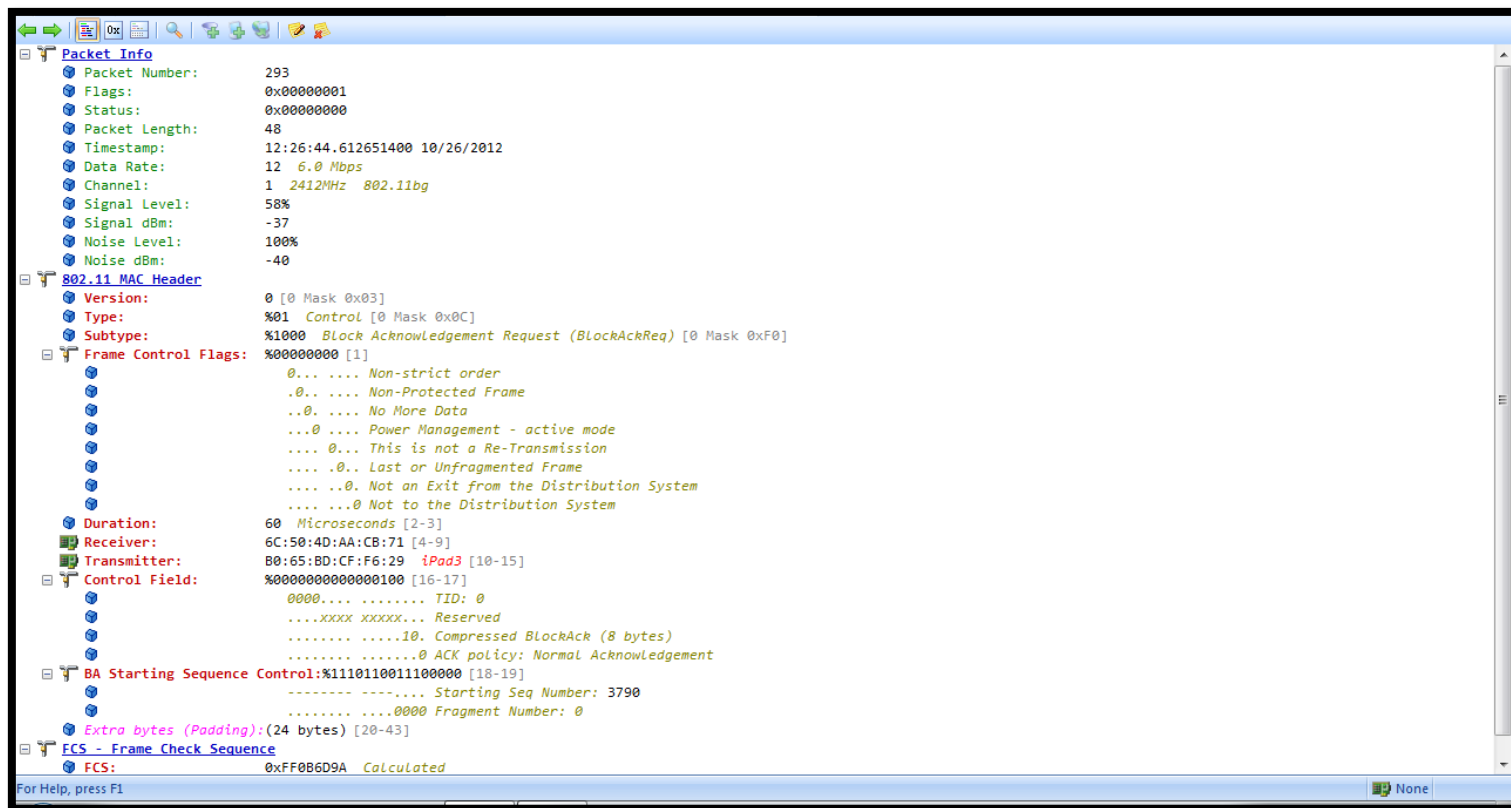 0x
Packet Info
Packet Number: 293
Flags: 0x00000001
Status: 0x00000000
Packet Length: 48
Timestamp: 12:26:44.612651400 10/26/2012
Data Rate: 12 6.0 Mbps
Channel: 1 2412MHz 802.11bg
Signal Level: 58%
Signal dBm: -37
Noise Level: 100%
Noise dBm: -40
802.11 MAC Header
Version: 0 [0 Mask 0x03]
Type: %01 Control [0 Mask 0x0C]
Subtype: %1000 Block Acknowledgement Request (BlockAckReq) [0 Mask 0xF0]
Frame Control Flags: %00000000 [1]
0... .... Non-strict order
.0.. .... Non-Protected Frame
..0. .... No More Data
...0 .... Power Management - active mode
.... 0... This is not a Re-Transmission
.... .0.. Last or Unfragmented Frame
.... ..0. Not an Exit from the Distribution System
.... ...0 Not to the Distribution System
Duration: 60 Microseconds [2-3]
Receiver: 6C:50:4D:AA:CB:71 [4-9]
Transmitter: B0:65:BD:CF:F6:29 iPad3 [10-15]
Control Field: %0000000000000100 [16-17]
0000.... ........ TID: 0
....xxxx xxxxx... Reserved
........ .....10. Compressed BlockAck (8 bytes)
........ .......0 ACK policy: Normal Acknowledgement
BA Starting Sequence Control:%1110110011100000 [18-19]
-------- ----.... Starting Seq Number: 3790
........ ....0000 Fragment Number: 0
Extra bytes (Padding):(24 bytes) [20-43]
FCS - Frame Check Sequence
FCS: 0xFF0B6D9A Calculated
For Help, press F1 None